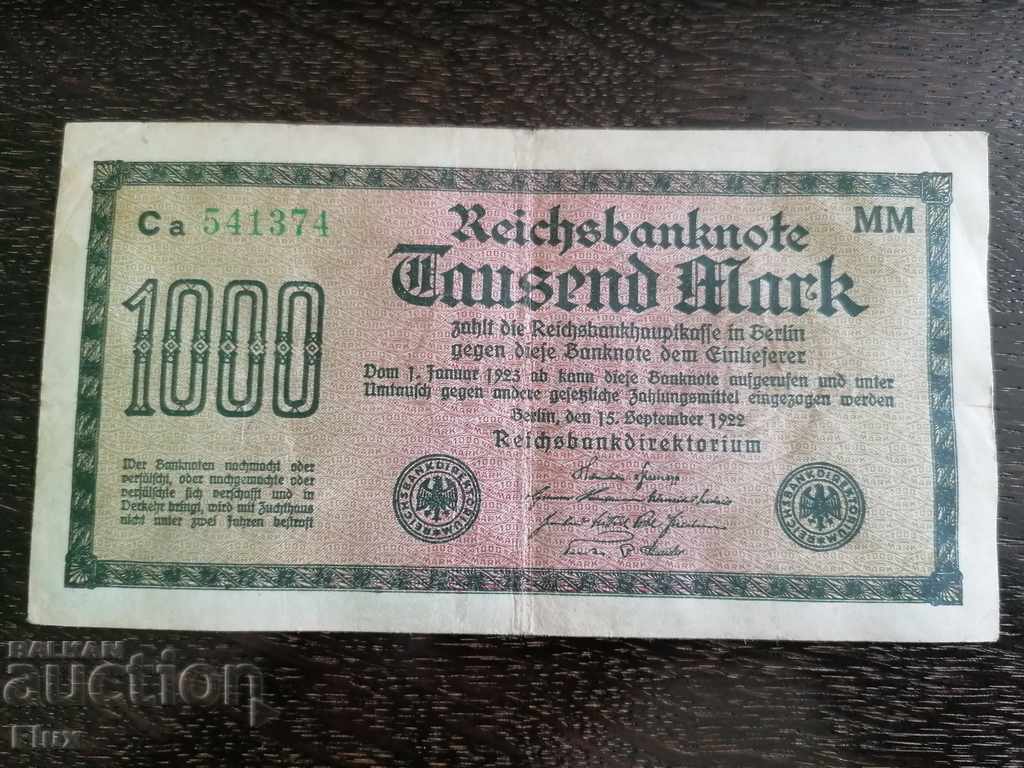 Ca 541374
MM
Reichsbanknote
Tausend Mark
1000
zahlt die Reichsbankhauptkasse in Berlin
gegen diese Banknote dem Einlieferer
Vom 1. Januar 1923 ab kann diese Banknote aufgerufen und unter
Umtausch gegen andere gesetzliche Zahlungsmittel eingezogen werden
Berlin, den 15. September 1922
Reichsbankdirektorium
Wer Banknoten nachmacht oder
verfälscht, oder nachgemachte oder
verfälschte sich verschafft und in
Verkehr bringt, wird mit Zuchthaus
nicht unter zwei Jahren bestraft
REICHSBANKDIREKTORIUM
REICHSBANKDIREKTORIUM
BALKAN
auction
Flux